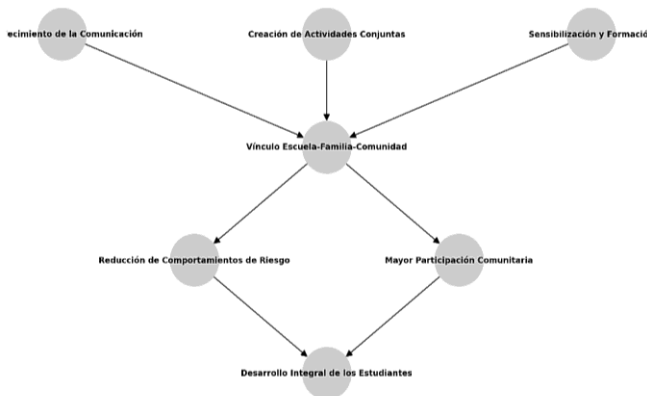 ecimiento de la Comunicación
Creación de Actividades Conjuntas
Sensibilización y Formació
Vínculo Escuela-Familia-Comunidad
Reducción de Comportamientos de Riesgo
Mayor Participación Comunitaria
Desarrollo Integral de los Estudiantes